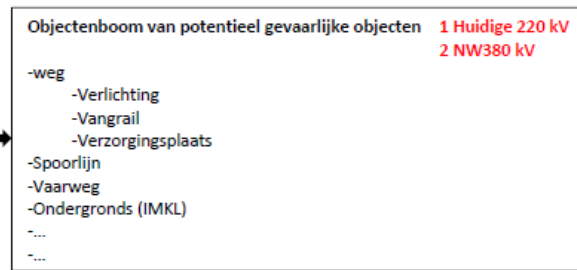 Objectenboom van potentieel gevaarlijke objecten 1 Huidige 220 kV
2 NW380 kV
-weg
-Verlichting
-Vangrail
-Verzorgingsplaats
-Spoorlijn
-Vaarweg
-Ondergronds (IMKL)
-...
-...